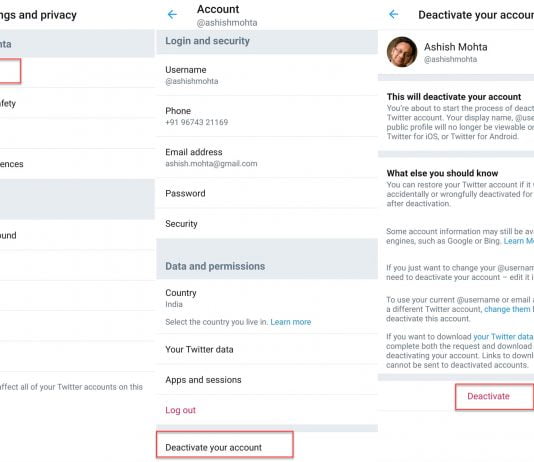 ngs and privacy
nta
fety
ences
ound
affect all of your Twitter accounts on this
Account
@ashishmohta
Login and security
Username
@ashishmohta
Phone
+91 96743 21169
Email address
ashish.mohta@gmail.com
Password
Security
Data and permissions
Country
India
Select the country you live in. Learn more
Your Twitter data
Apps and sessions
Log out
Deactivate your account
Deactivate your accoun
Ashish Mohta
@ashishmohta
This will deactivate your account
You're about to start the process of deact
Twitter account. Your display name, @use
public profile will no longer be viewable on
Twitter for iOS, or Twitter for Android.
What else you should know
You can restore your Twitter account if it
accidentally or wrongfully deactivated for
after deactivation.
Some account information may still be av
engines, such as Google or Bing. Learn M
If you just want to change your @usernam
need to deactivate your account – edit it i
To use your current @username or email a
a different Twitter account, change them
deactivate this account.
If you want to download your Twitter data
complete both the request and download
deactivating your account. Links to downl
cannot be sent to deactivated accounts.
Deactivate